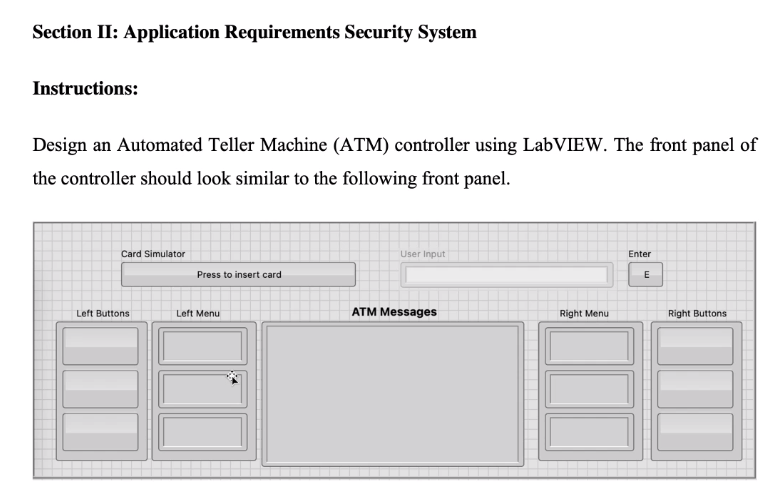 Section II: Application Requirements Security System
Instructions:
Design an Automated Teller Machine (ATM) controller using LabVIEW. The front panel of
the controller should look similar to the following front panel.
Card Simulator
User Input
Enter
Press to insert card
E
Left Buttons
Left Menu
ATM Messages
Right Menu
Right Buttons